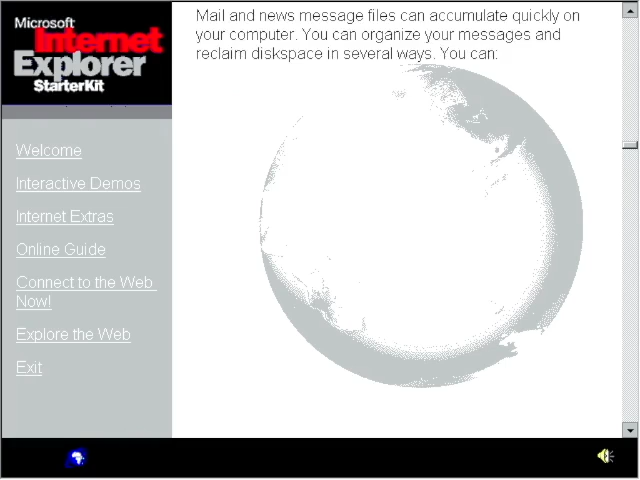 Microsoft
Internet
Explorer
StarterKit
Welcome
Interactive Demos
Internet Extras
Online Guide
Connect to the Web
Now!
Explore the Web
Exit
Mail and news message files can accumulate quickly on
your computer. You can organize your messages and
reclaim diskspace in several ways. You can: